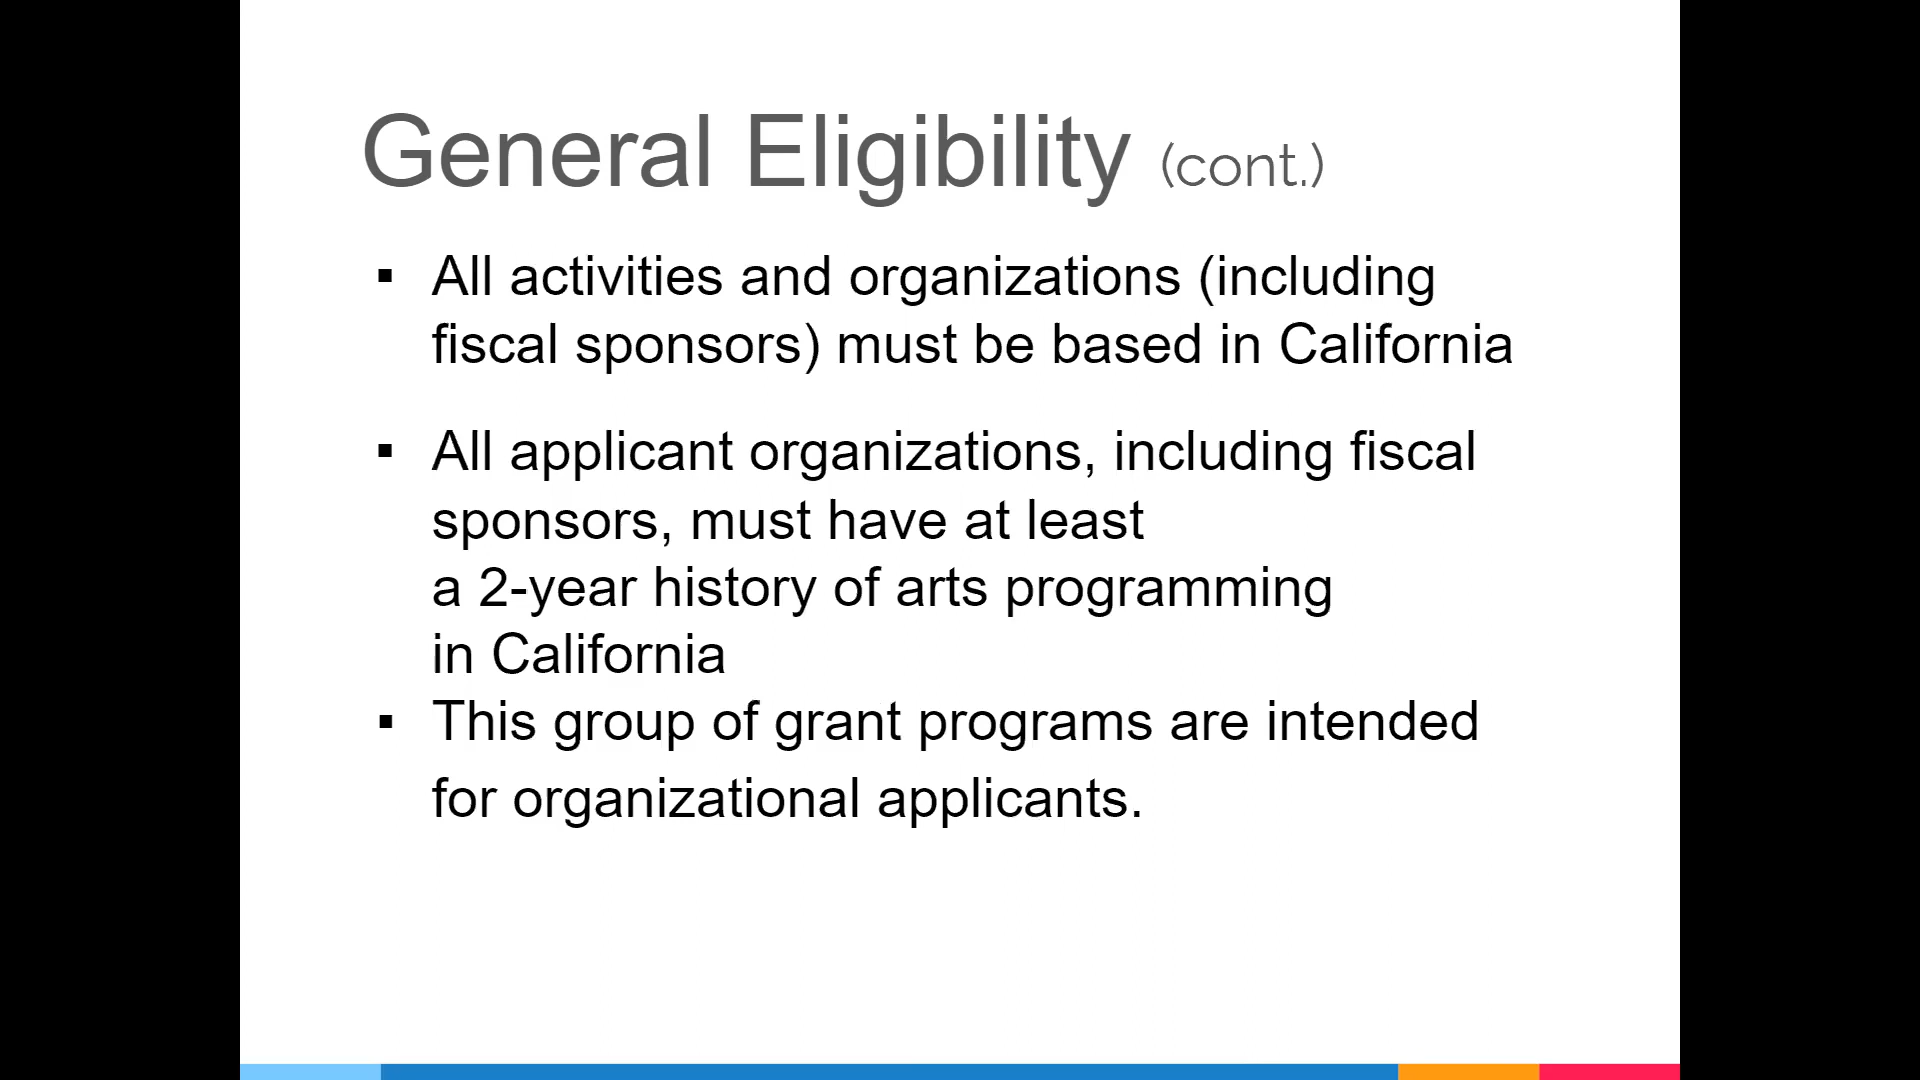 General Eligibility (cont.)
▪ All activities and organizations (including
fiscal sponsors) must be based in California
▪ All applicant organizations, including fiscal
sponsors, must have at least
a 2-year history of arts programming
in California
▪ This group of grant programs are intended
for organizational applicants.